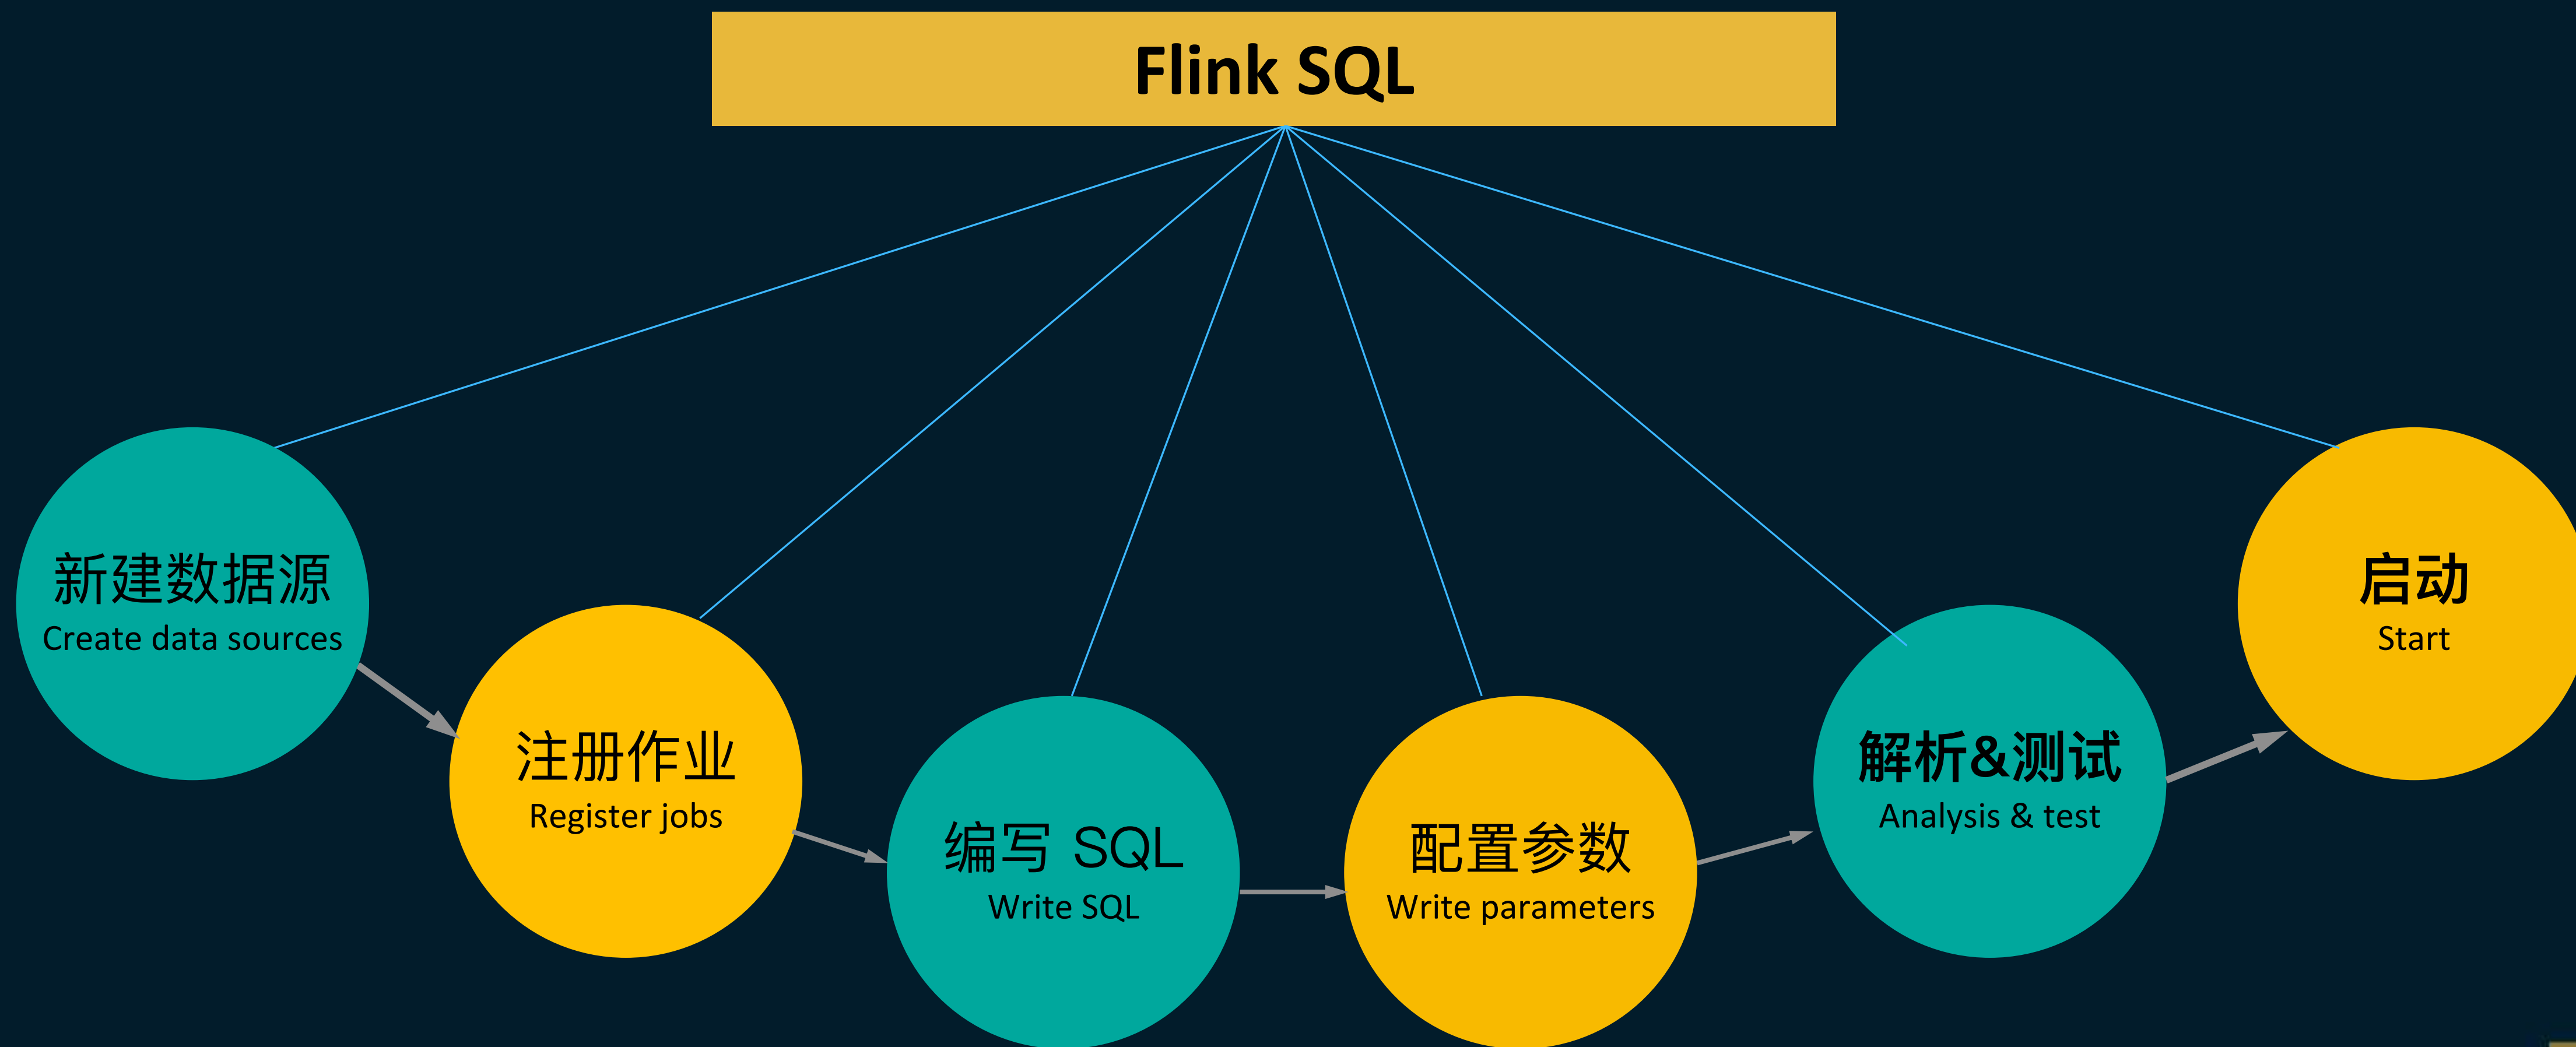 Flink SQL
新建数据源
Create data sources
注册作业
Register jobs
编写 SQL
Write SQL
配置参数
Write parameters
解析&测试
Analysis & test
启动
Start